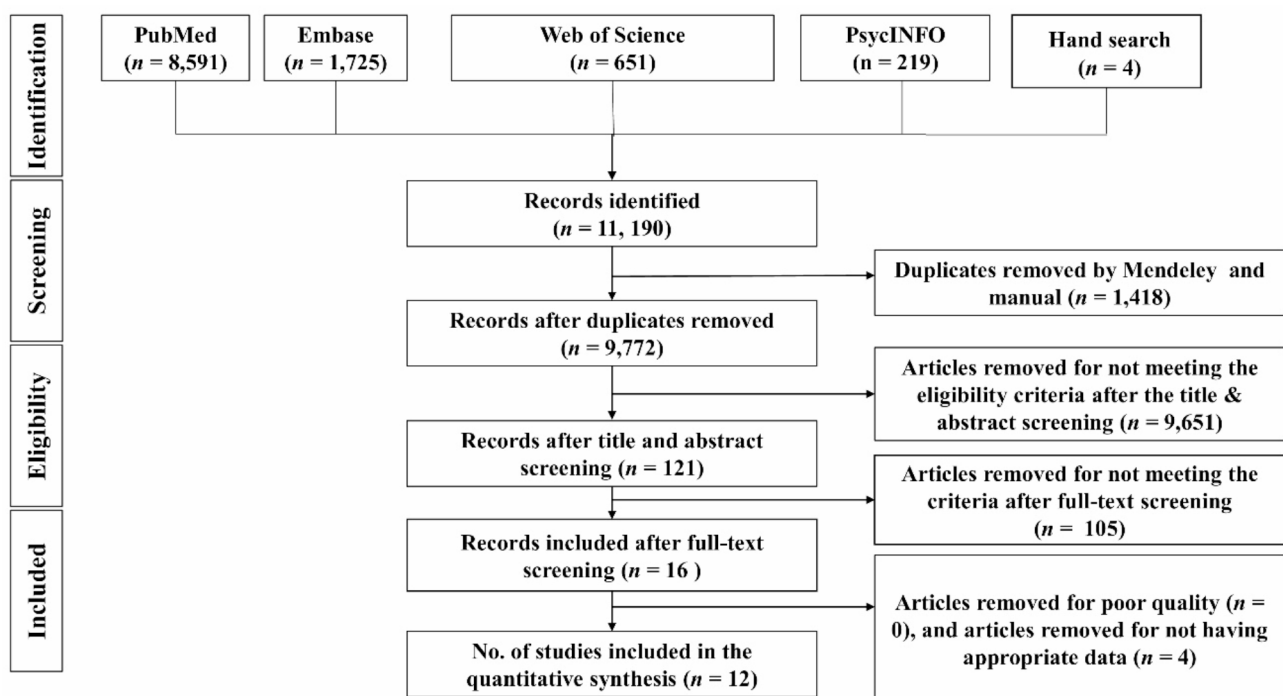 Identification
PubMed
(n = 8,591)
Embase
(n = 1,725)
Web of Science
(n = 651)
PsycINFO
(n = 219)
Hand search
(n = 4)
Screening
Records identified
(n = 11, 190)
Duplicates removed by Mendeley and
manual (n = 1,418)
Records after duplicates removed
(n = 9,772)
Eligibility
Articles removed for not meeting the
eligibility criteria after the title &
abstract screening (n = 9,651)
Records after title and abstract
screening (n = 121)
Articles removed for not meeting the
criteria after full-text screening
(n = 105)
Included
Records included after full-text
screening (n = 16 )
Articles removed for poor quality (n =
0), and articles removed for not having
appropriate data (n = 4)
No. of studies included in the
quantitative synthesis (n = 12)